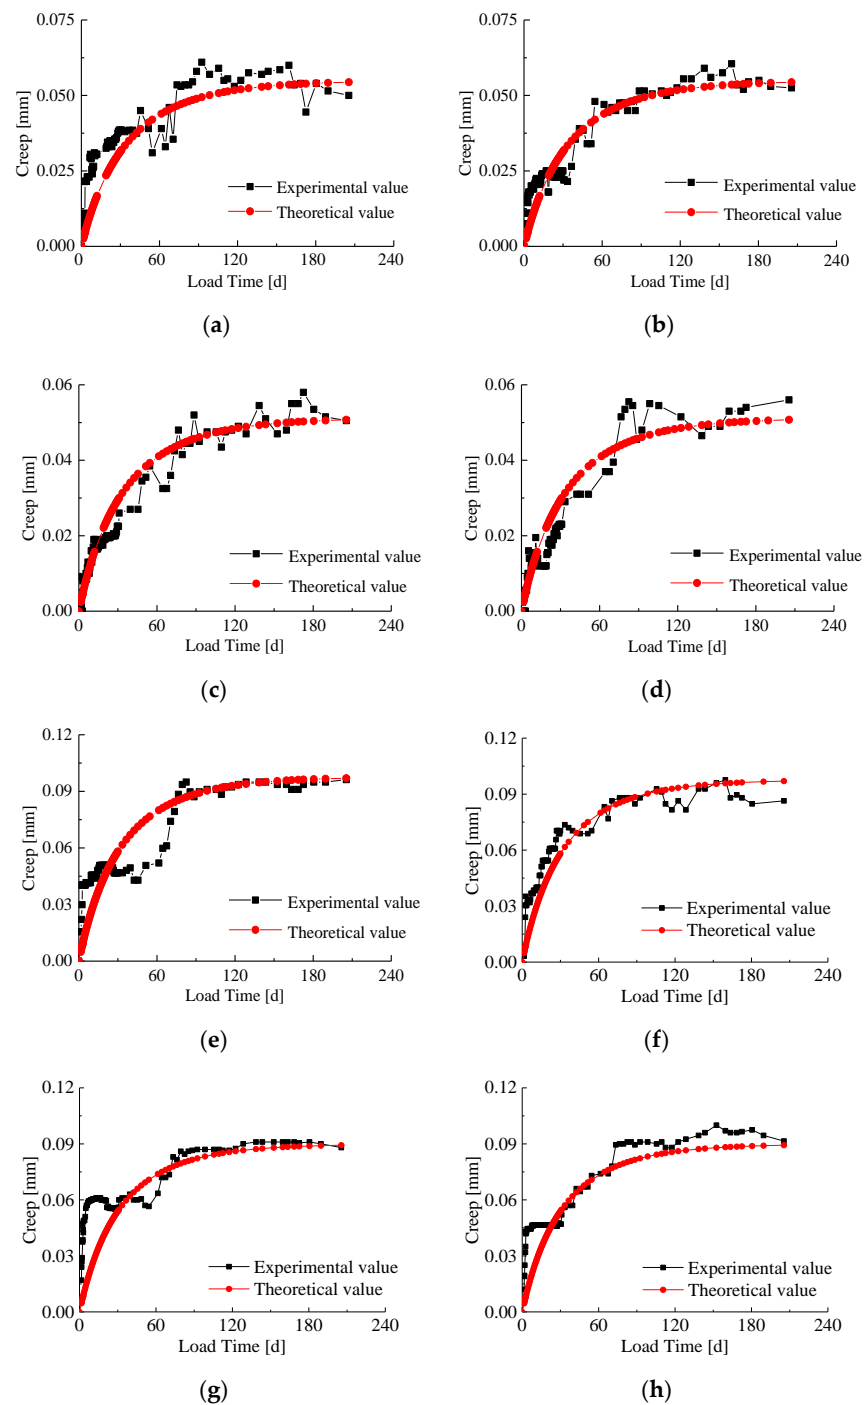 0.075
0.050
0.025
0.000
Creep [mm]
Experimental value
Theoretical value
0 60 120 180 240
Load Time [d]
(a)
0.075
0.050
0.025
0.000
Creep [mm]
Experimental value
Theoretical value
0 60 120 180 240
Load Time [d]
(b)
0.06
0.04
0.02
0.00
Creep [mm]
Experimental value
Theoretical value
0 60 120 180 240
Load Time [d]
(c)
0.06
0.04
0.02
0.00
Creep [mm]
Experimental value
Theoretical value
0 60 120 180 240
Load Time [d]
(d)
0.12
0.09
0.06
0.03
0.00
Creep [mm]
Experimental value
Theoretical value
0 60 120 180 240
Load Time [d]
(e)
0.12
0.09
0.06
0.03
0.00
Creep [mm]
Experimental value
Theoretical value
0 60 120 180 240
Load Time [d]
(f)
0.12
0.09
0.06
0.03
0.00
Creep [mm]
Experimental value
Theoretical value
0 60 120 180 240
Load Time [d]
(g)
0.12
0.09
0.06
0.03
0.00
Creep [mm]
Experimental value
Theoretical value
0 60 120 180 240
Load Time [d]
(h)